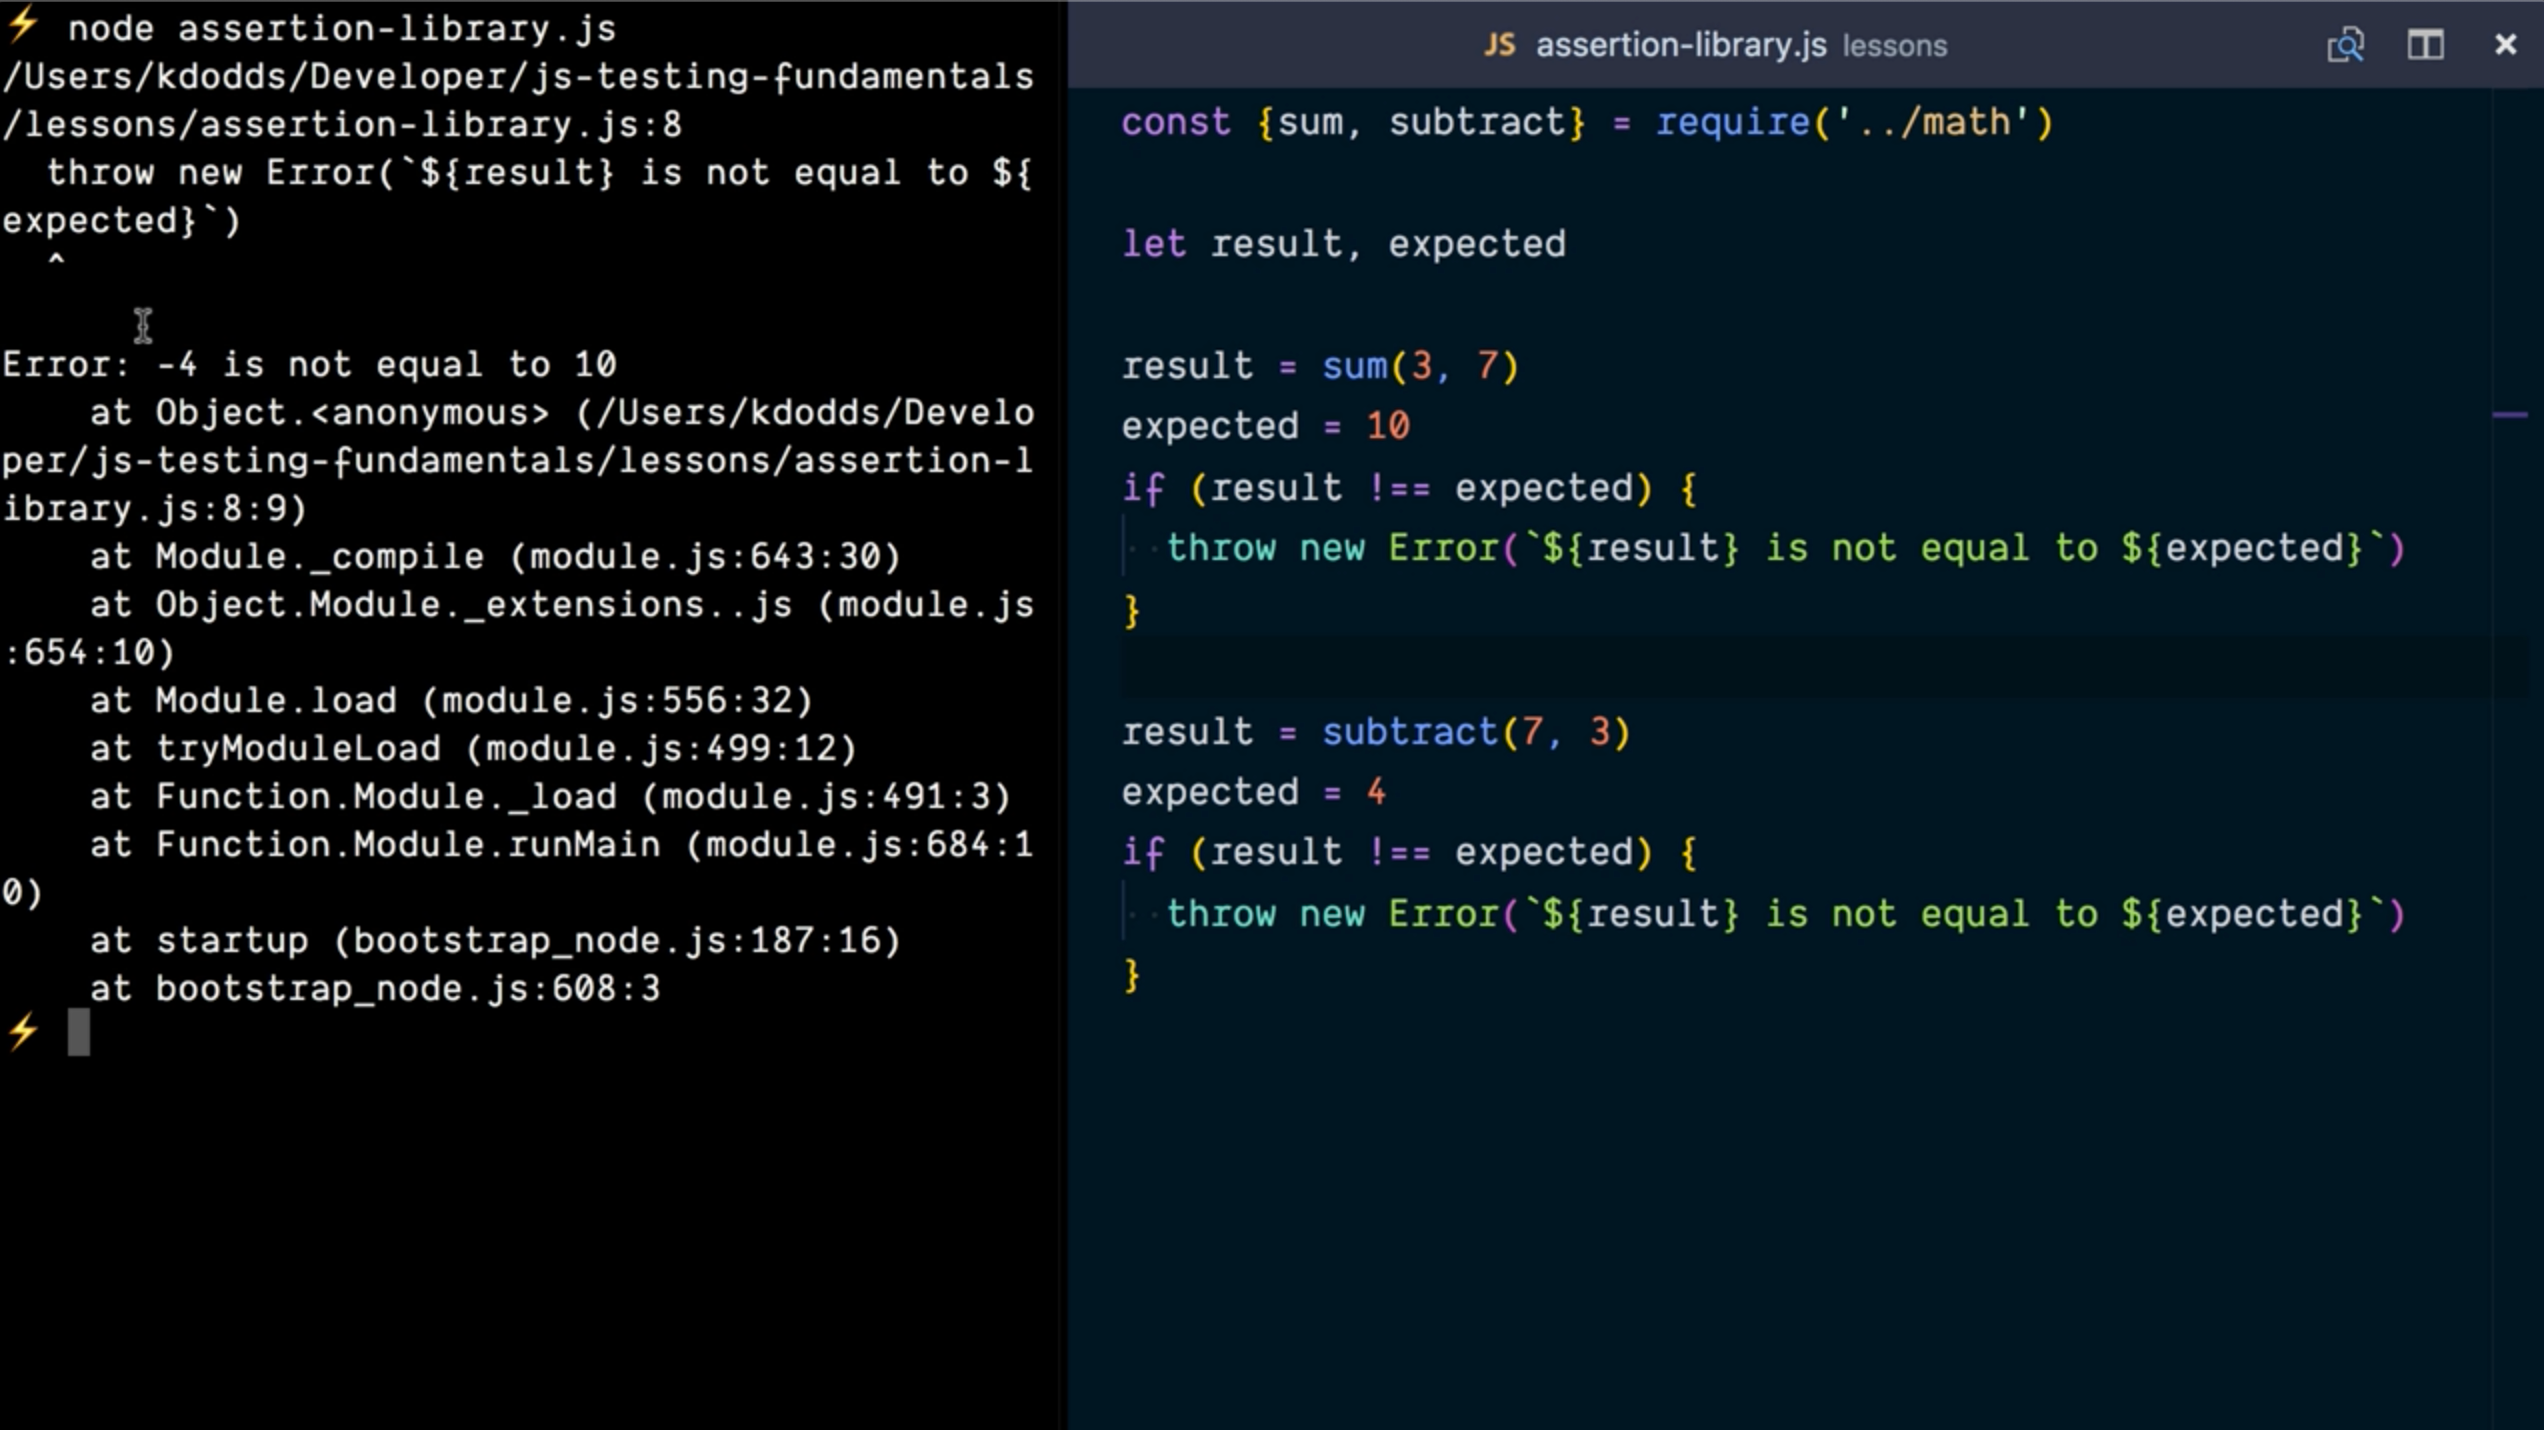 ⚡ node assertion-library.js
/Users/kdodds/Developer/js-testing-fundamentals
/lessons/assertion-library.js:8
  throw new Error(`${result} is not equal to ${
expected}`)
  ^
Error: -4 is not equal to 10
    at Object.<anonymous> (/Users/kdodds/Develo
per/js-testing-fundamentals/lessons/assertion-l
ibrary.js:8:9)
    at Module._compile (module.js:643:30)
    at Object.Module._extensions..js (module.js
:654:10)
    at Module.load (module.js:556:32)
    at tryModuleLoad (module.js:499:12)
    at Function.Module._load (module.js:491:3)
    at Function.Module.runMain (module.js:684:1
0)
    at startup (bootstrap_node.js:187:16)
    at bootstrap_node.js:608:3
⚡
JS assertion-library.js lessons
const {sum, subtract} = require('../math')
let result, expected
result = sum(3, 7)
expected = 10
if (result !== expected) {
  throw new Error(`${result} is not equal to ${expected}`)
}
result = subtract(7, 3)
expected = 4
if (result !== expected) {
  throw new Error(`${result} is not equal to ${expected}`)
}